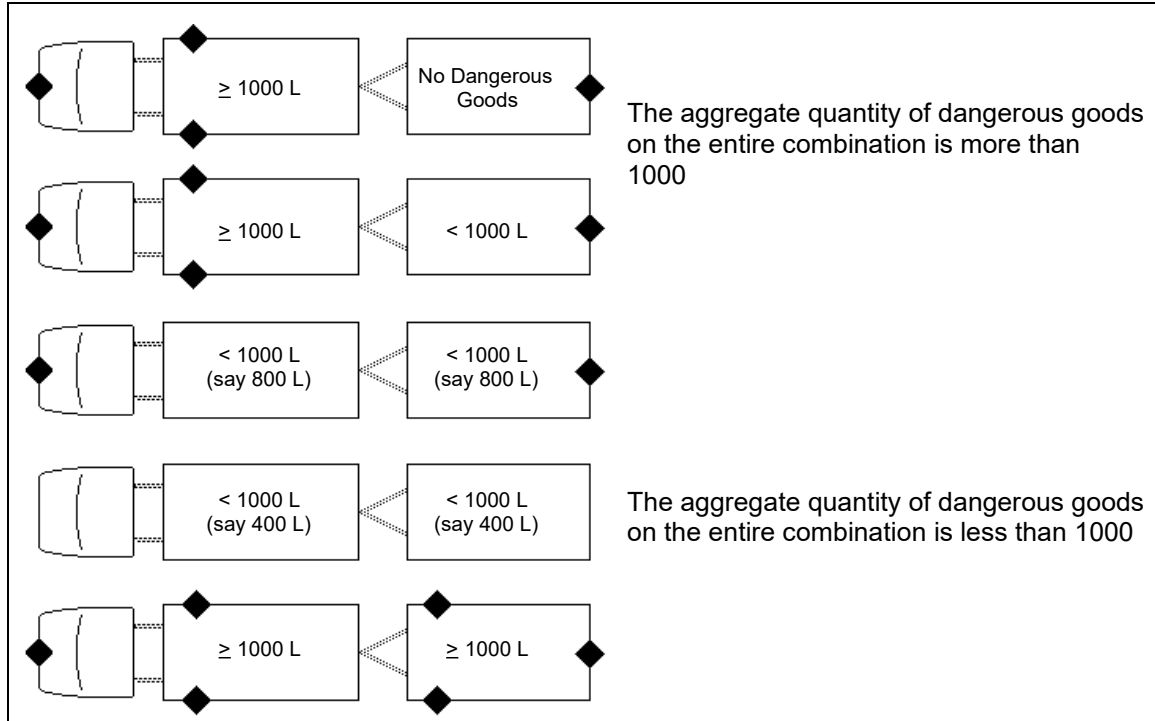 ≥ 1000 L
No Dangerous
Goods
The aggregate quantity of dangerous goods
on the entire combination is more than
1000
≥ 1000 L
< 1000 L
< 1000 L
(say 800 L)
< 1000 L
(say 800 L)
< 1000 L
(say 400 L)
< 1000 L
(say 400 L)
The aggregate quantity of dangerous goods
on the entire combination is less than 1000
≥ 1000 L
≥ 1000 L